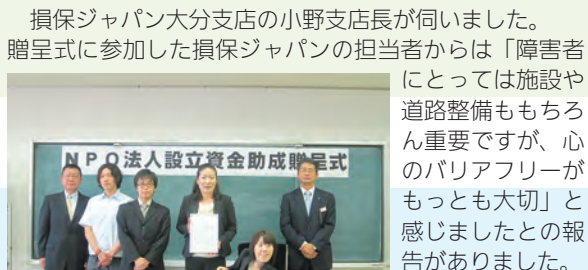 損保ジャパン大分支店の小野支店長が伺いました。
贈呈式に参加した損保ジャパンの担当者からは「障害者
にとっては施設や
道路整備ももちろ
ん重要ですが、心
のバリアフリーが
もっとも大切」と
感じましたとの報
告がありました。
ＮＰＯ法人設立資金助成贈呈式